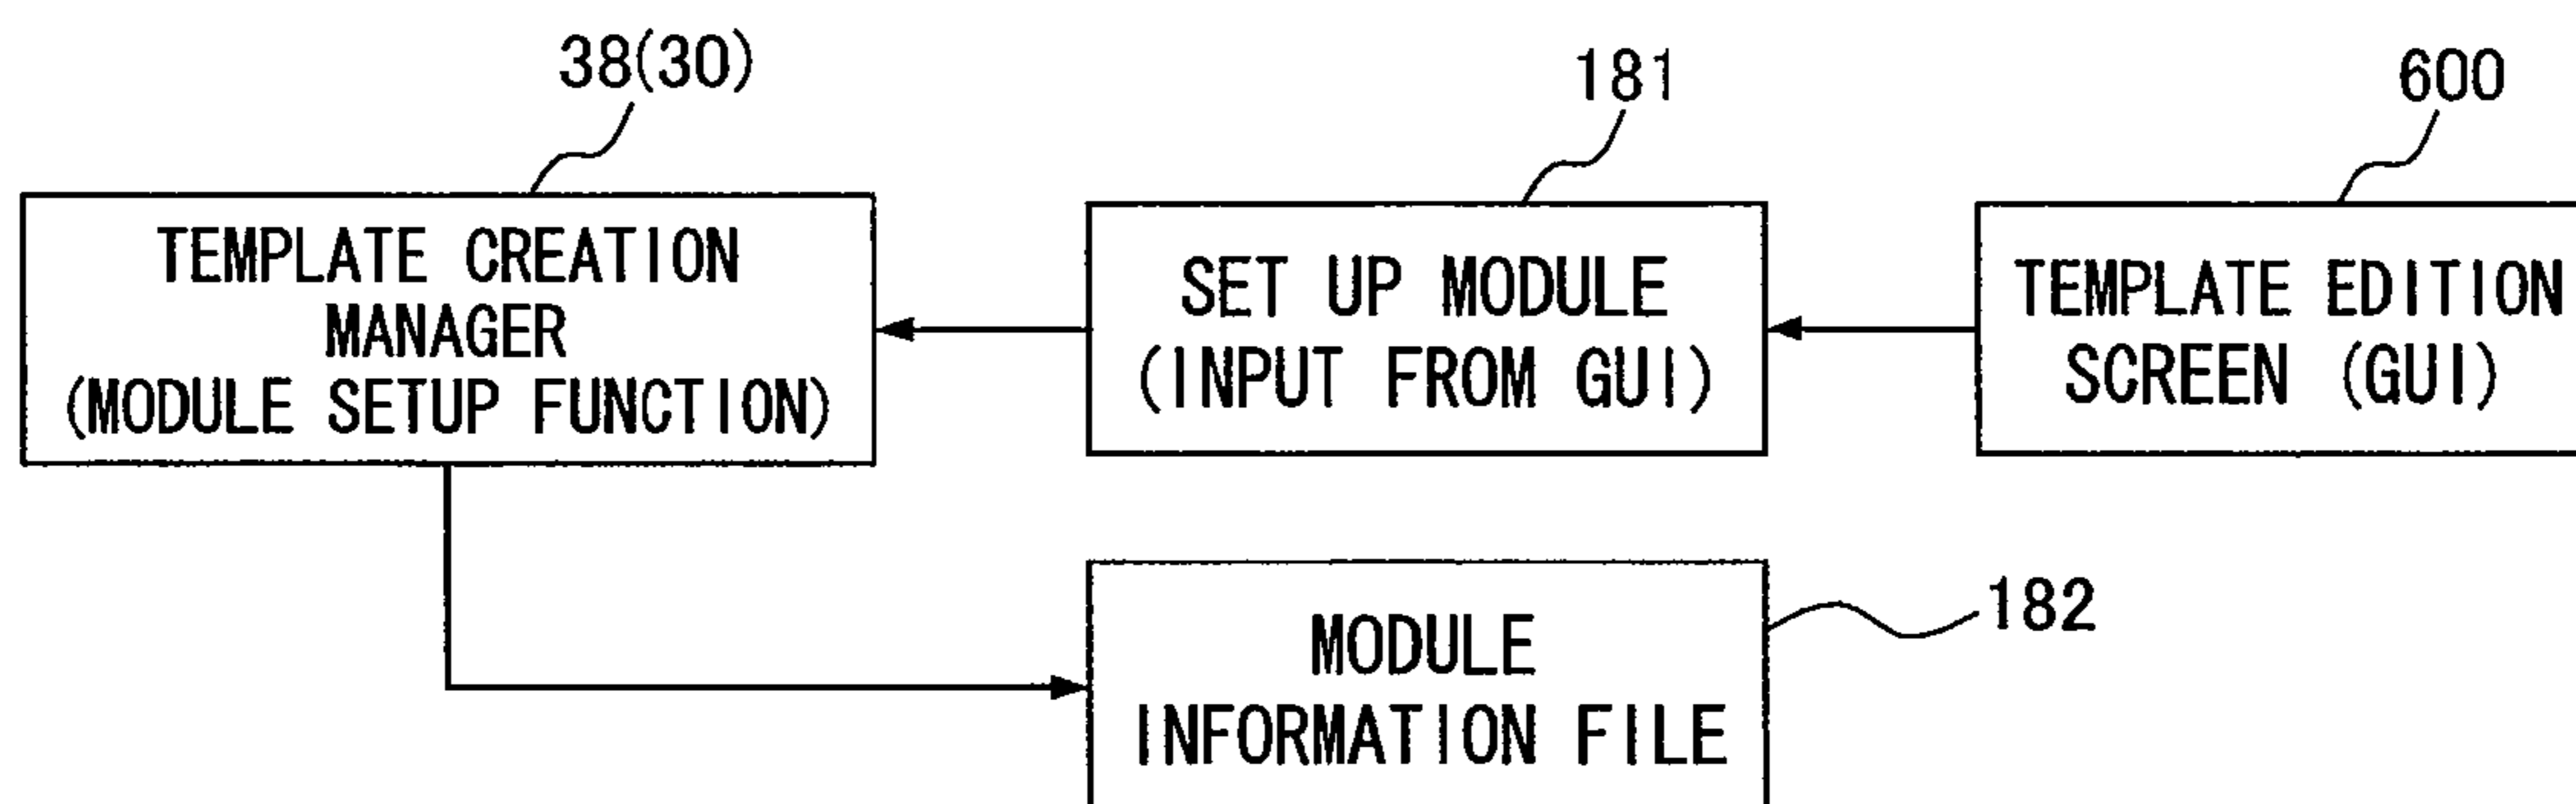 38(30)
181
600
TEMPLATE CREATION
MANAGER
(MODULE SETUP FUNCTION)
SET UP MODULE
(INPUT FROM GUI)
TEMPLATE EDITION
SCREEN (GUI)
MODULE
INFORMATION FILE
182